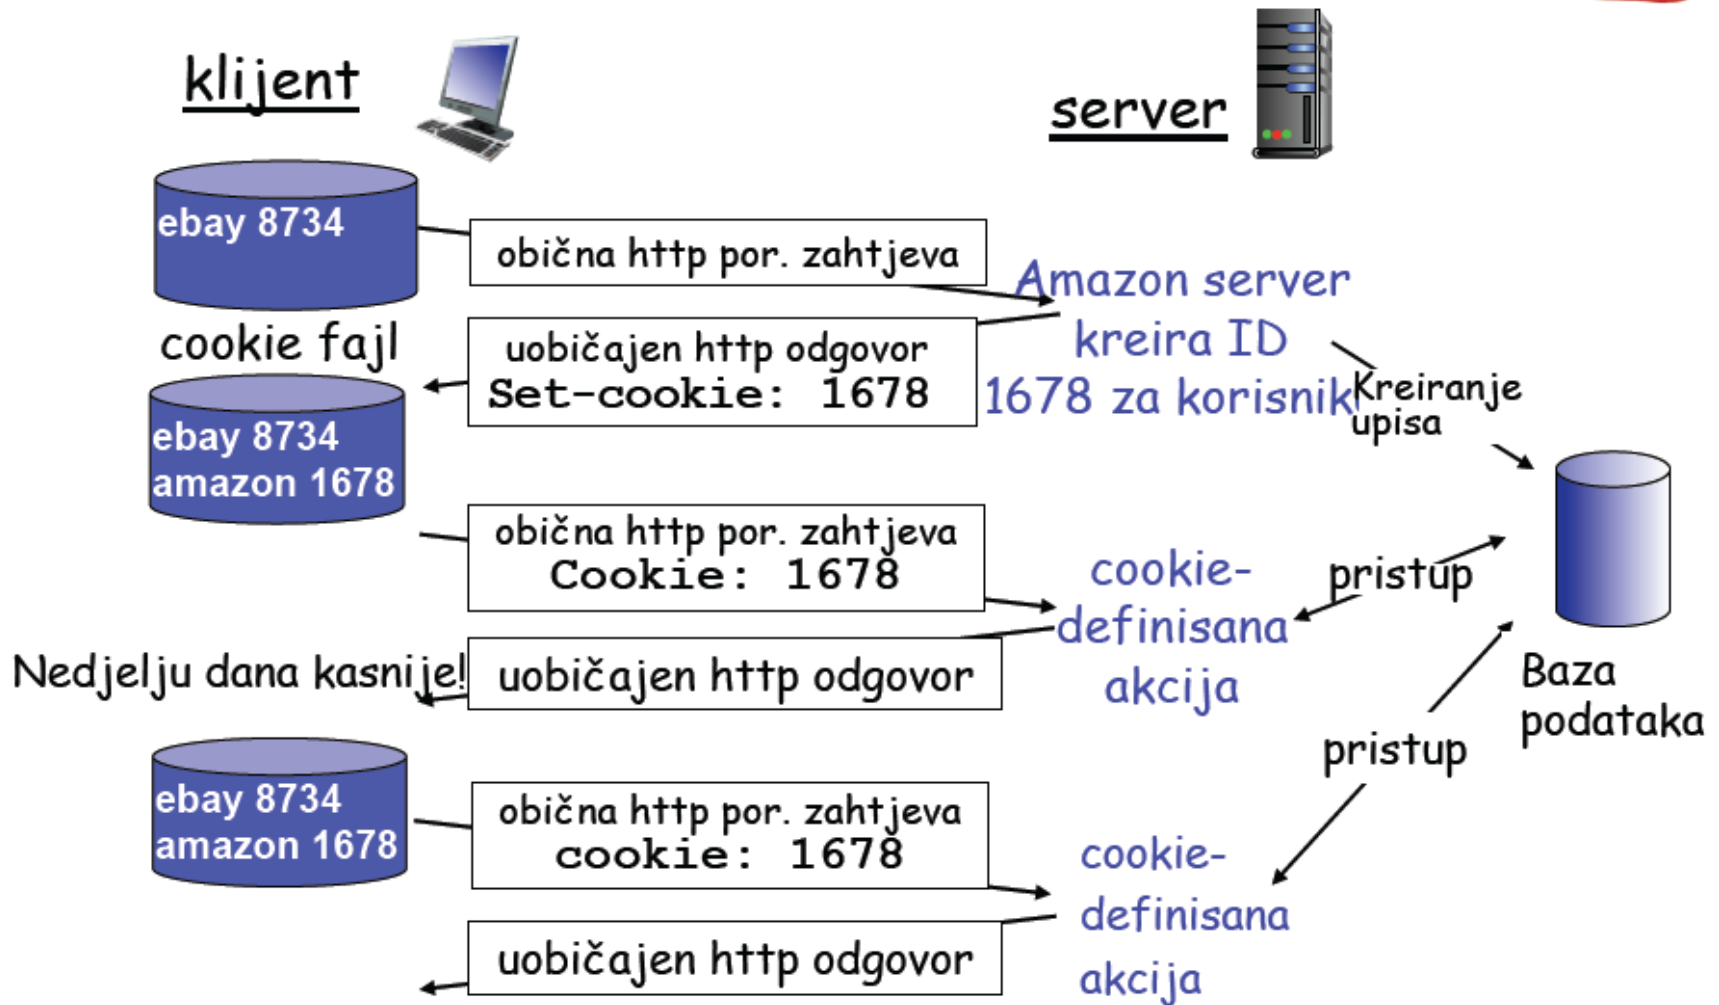 klijent
server
ebay 8734
obična http por. zahtjeva
Amazon server
kreira ID
1678 za korisnik
cookie fajl
uobičajen http odgovor
Set-cookie: 1678
Kreiranje
upisa
ebay 8734
amazon 1678
obična http por. zahtjeva
Cookie: 1678
cookie-
definisana
akcija
pristup
Nedjelju dana kasnije!
uobičajen http odgovor
Baza
podataka
pristup
ebay 8734
amazon 1678
obična http por. zahtjeva
cookie: 1678
cookie-
definisana
akcija
uobičajen http odgovor